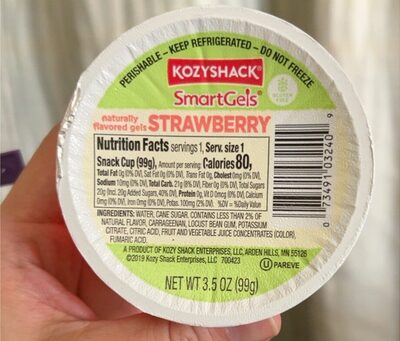 PERISHABLE – KEEP REFRIGERATED – DO NOT FREEZE
KOZYSHACK®
SmartGels®
GLUTEN FREE
naturally
flavored gels STRAWBERRY
Nutrition Facts servings 1, Serv. size 1
Snack Cup (99g), Amount per serving: Calories 80,
Total Fat 0g (0% DV), Sat Fat 0g (0% DV), Trans Fat 0g, Cholest 0mg (0% DV),
Sodium 10mg (0% DV), Total Carb. 21g (8% DV), Fiber 0g (0% DV), Total Sugars
20g (Incl. 20g Added Sugars, 40% DV), Protein 0g, Vit D 0mcg (0% DV), Calcium
0mg (0% DV), Iron 0mg (0% DV), Potas. 100mg (2% DV). %DV = %Daily Value
INGREDIENTS: WATER, CANE SUGAR, CONTAINS LESS THAN 2% OF
NATURAL FLAVOR, CARRAGEENAN, LOCUST BEAN GUM, POTASSIUM
CITRATE, CITRIC ACID, FRUIT AND VEGETABLE JUICE CONCENTRATES (COLOR),
FUMARIC ACID.
A PRODUCT OF KOZY SHACK ENTERPRISES, LLC, ARDEN HILLS, MN 55126
©2019 Kozy Shack Enterprises, LLC 700423
U PAREVE
NET WT 3.5 OZ (99g)
0 73491 03240 9